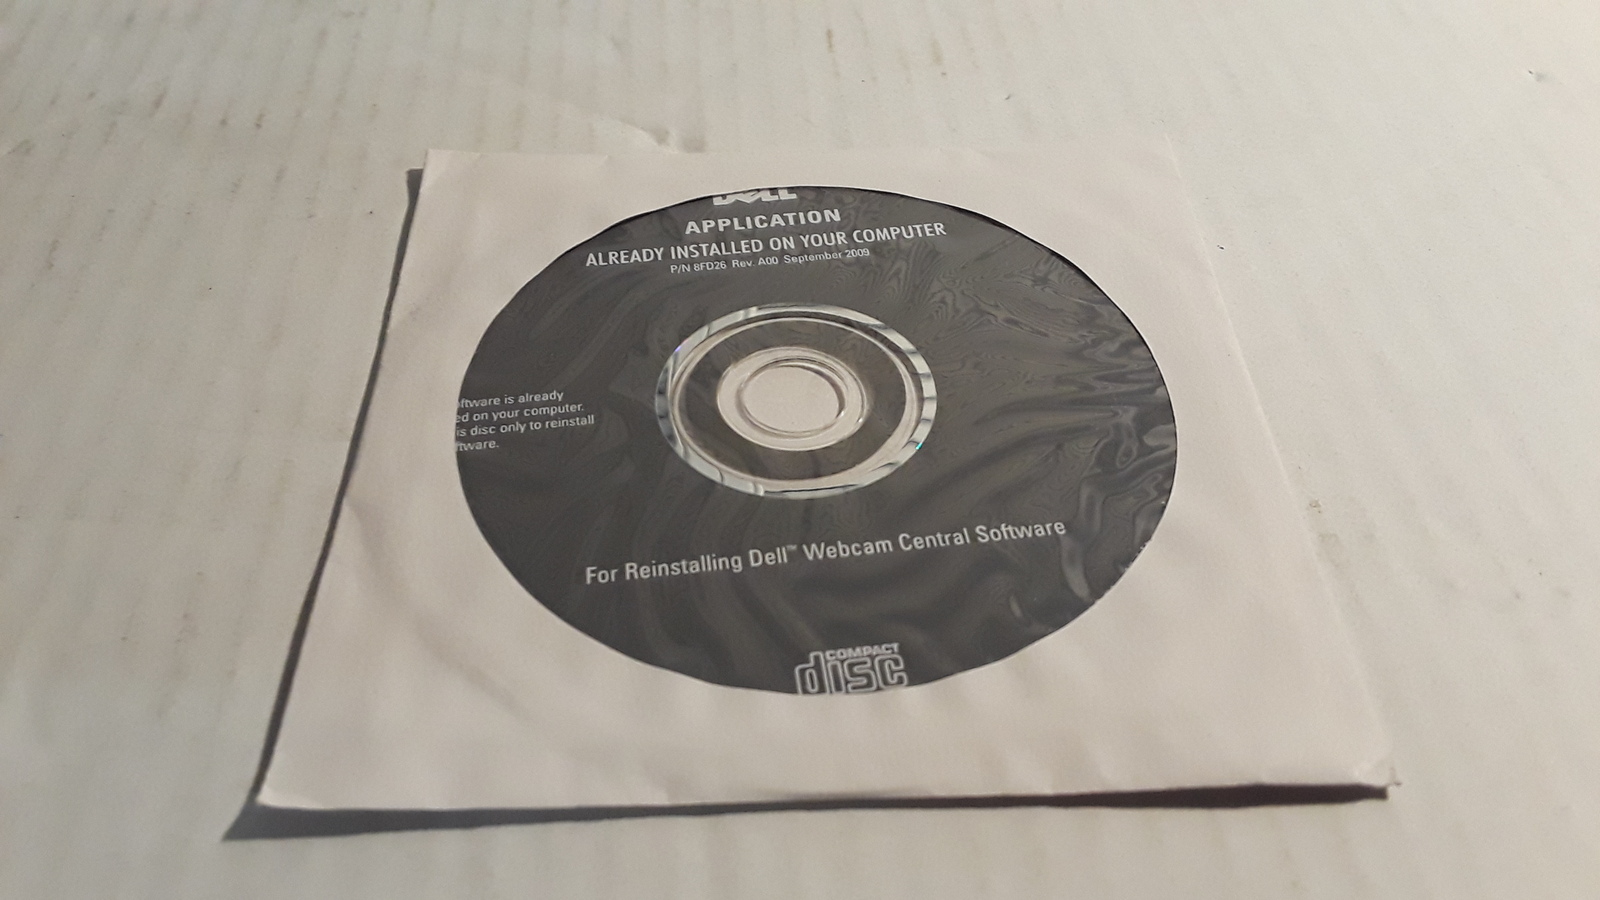 DELL
APPLICATION
ALREADY INSTALLED ON YOUR COMPUTER
P/N 8FD26 Rev. A00 September 2009
ftware is already
ed on your computer.
is disc only to reinstall
ftware.
For Reinstalling Dell™ Webcam Central Software
COMPACT
disc